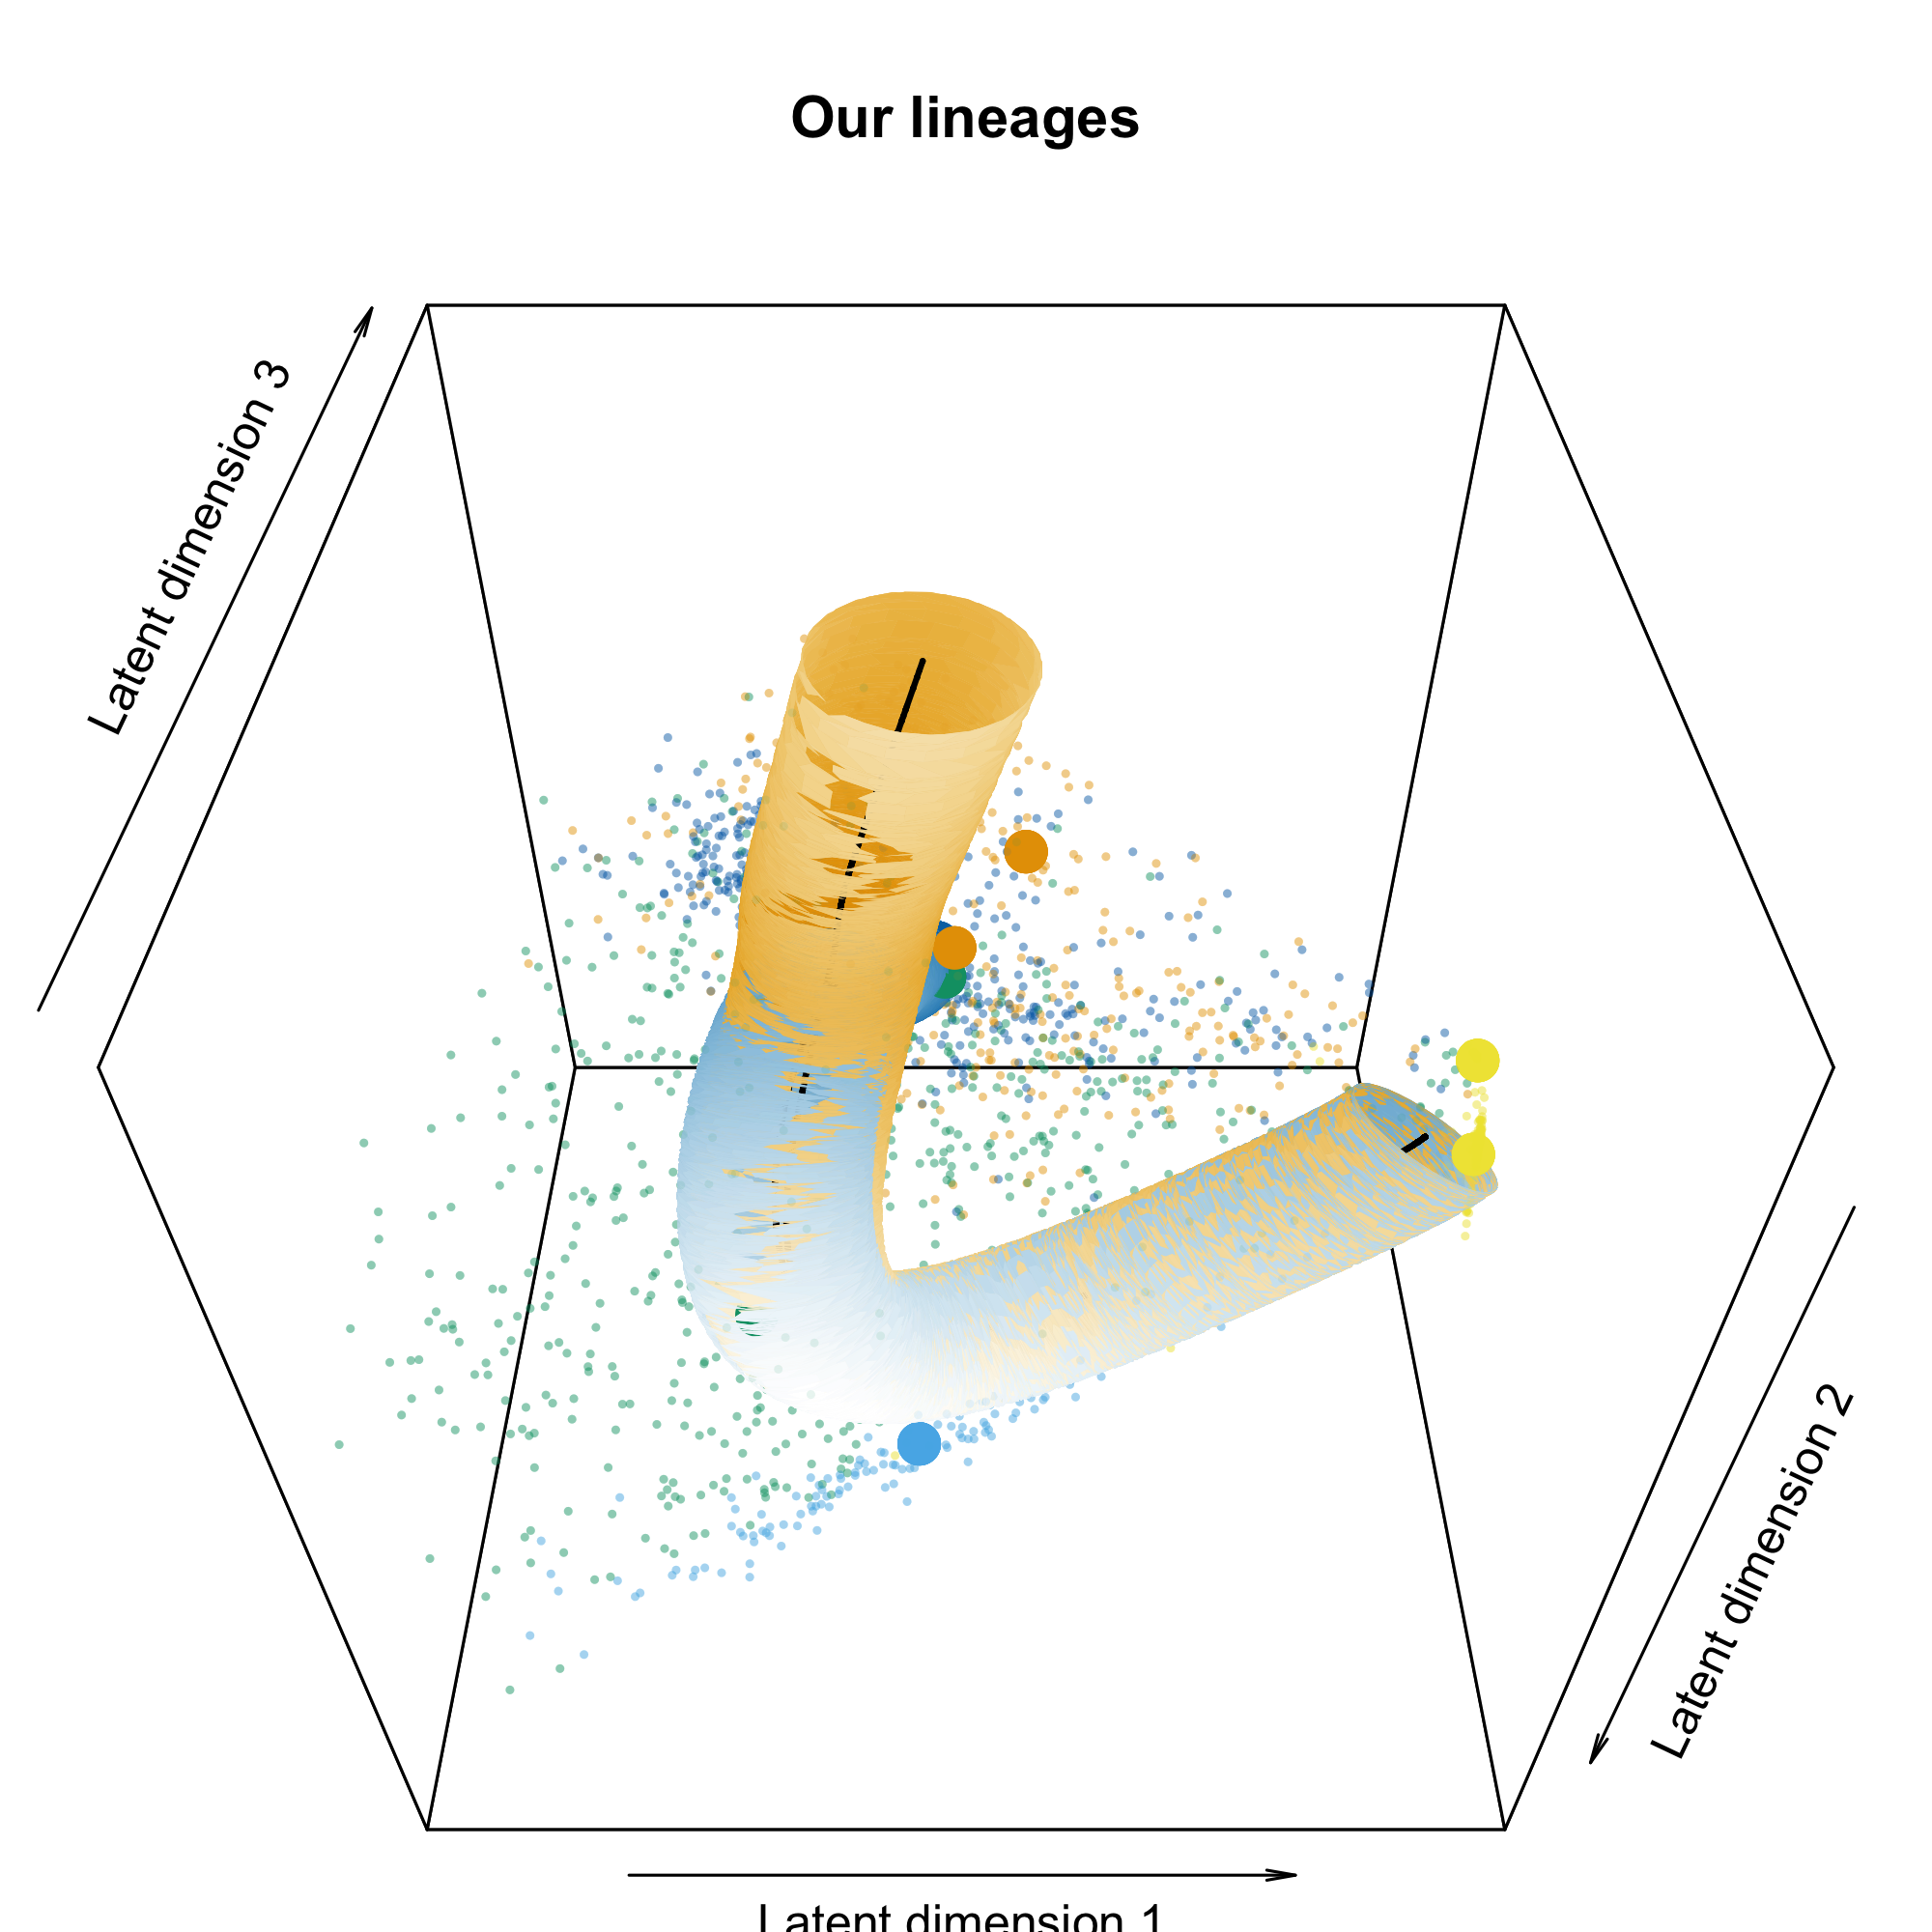 Our lineages
Latent dimension 3
Latent dimension 2
Latent dimension 1